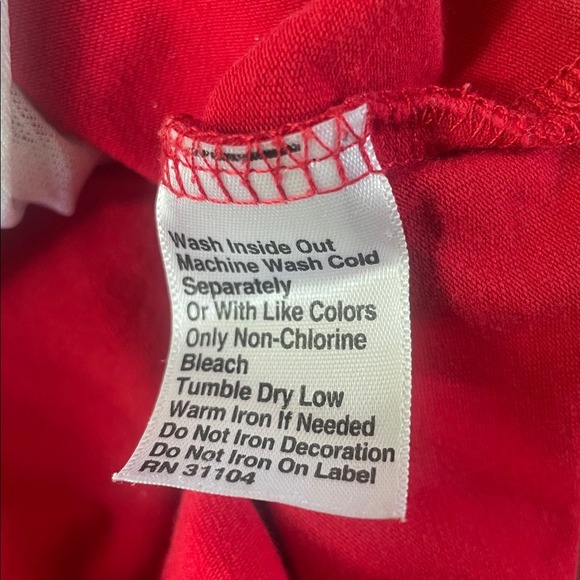 Wash Inside Out
Machine Wash Cold
Separately
Or With Like Colors
Only Non-Chlorine
Bleach
Tumble Dry Low
Warm Iron If Needed
Do Not Iron Decoration
Do Not Iron On Label
RN 31104